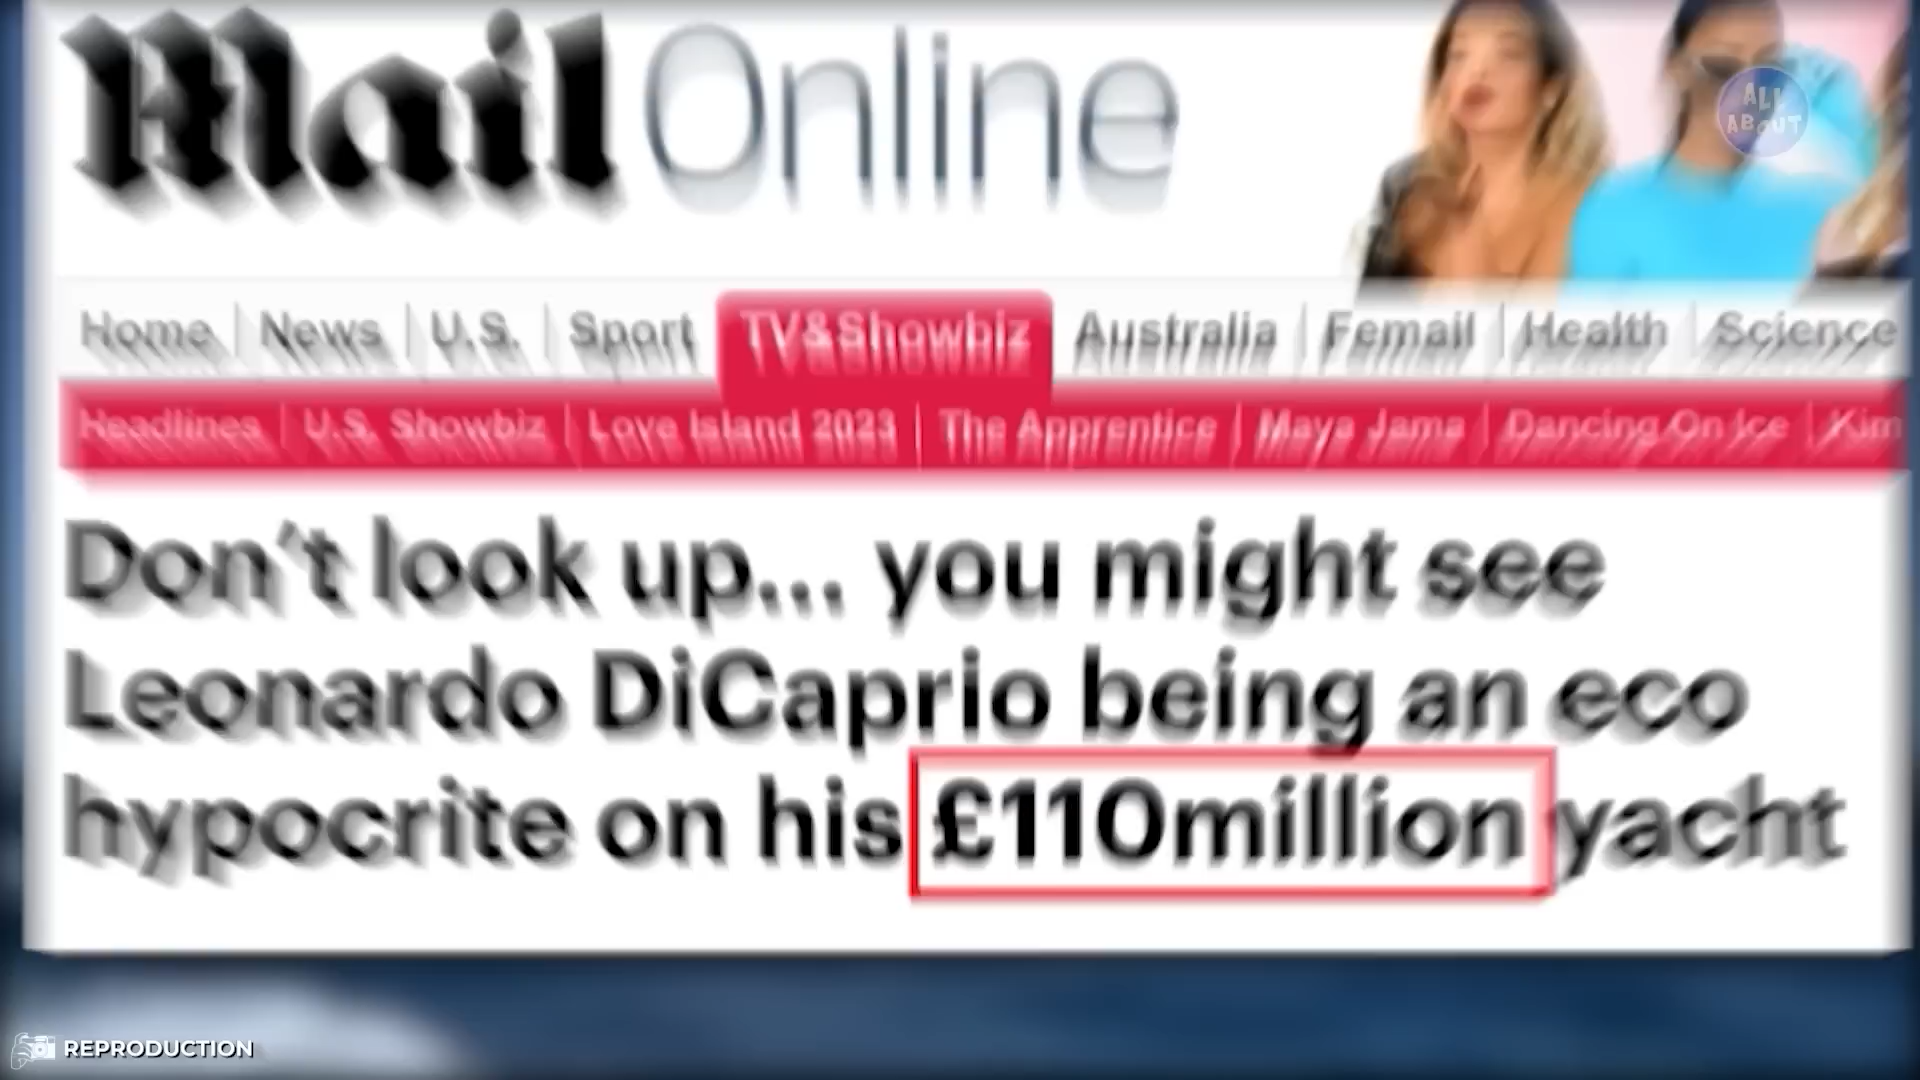 Mail Online
ALL
ABOUT
Home News U.S. Sport TV&Showbiz Australia Femail Health Science
Headlines U.S. Showbiz Love Island 2023 The Apprentice Maya Jama Dancing On Ice Kim
Don't look up... you might see
Leonardo DiCaprio being an eco
hypocrite on his £110million yacht
REPRODUCTION